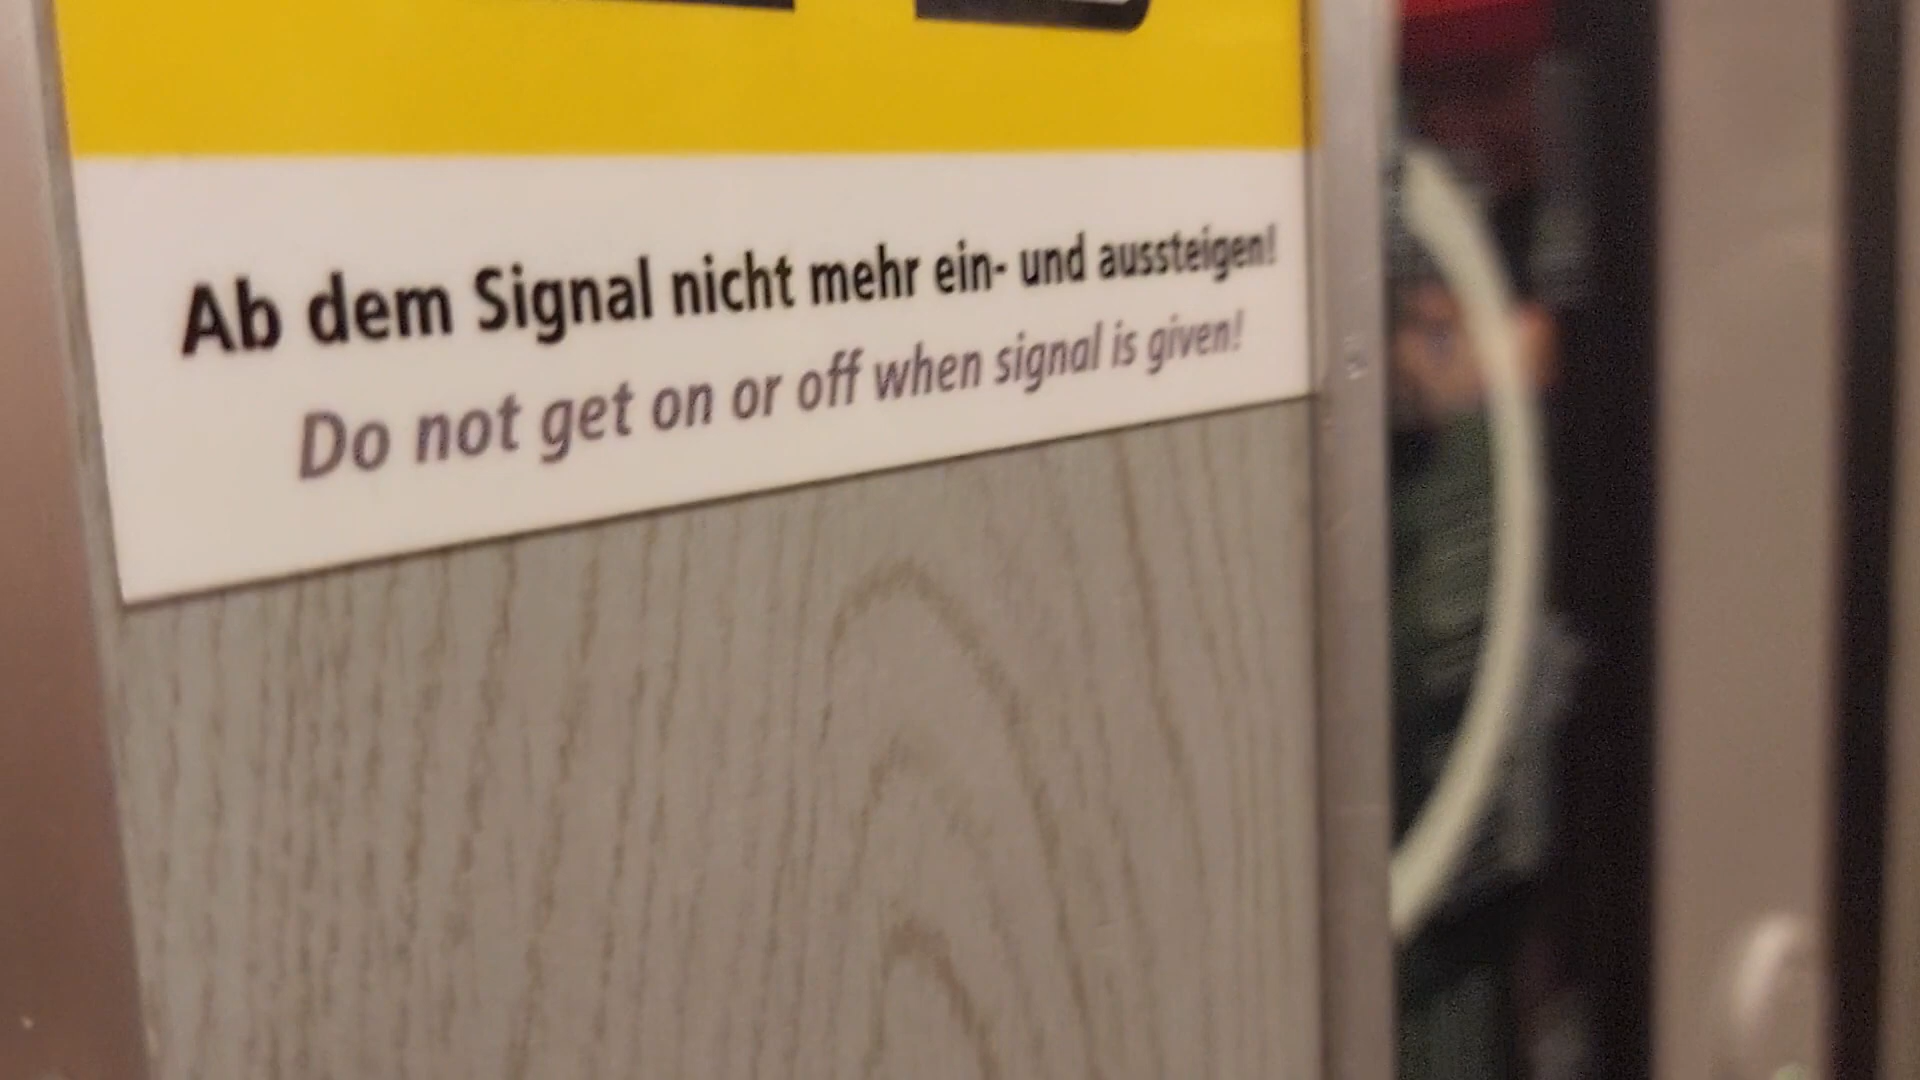 Ab dem Signal nicht mehr ein- und aussteigen!
Do not get on or off when signal is given!